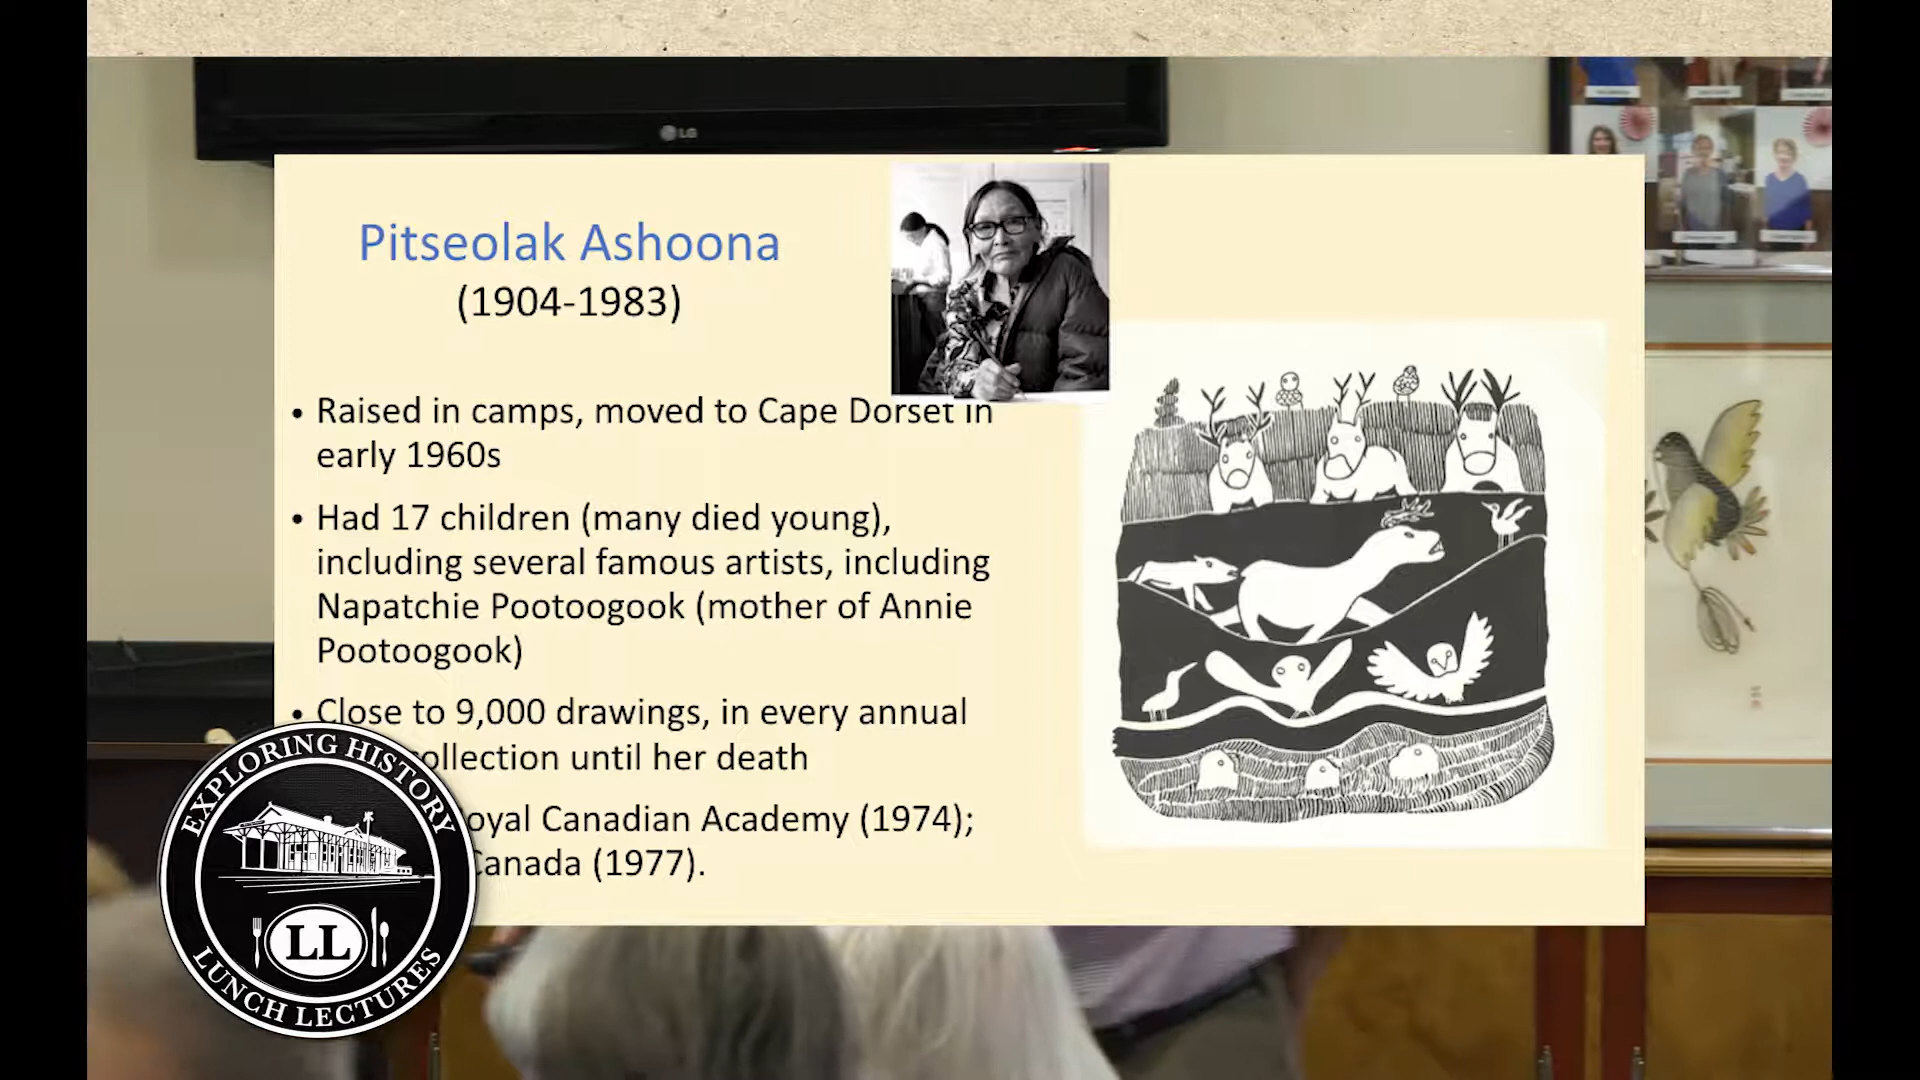 LG
Pitseolak Ashoona
(1904-1983)
• Raised in camps, moved to Cape Dorset in
early 1960s
• Had 17 children (many died young),
including several famous artists, including
Napatchie Pootoogook (mother of Annie
Pootoogook)
• Close to 9,000 drawings, in every annual
ollection until her death
oyal Canadian Academy (1974);
Canada (1977).
EXPLORING HISTORY
LL
LUNCH LECTURES